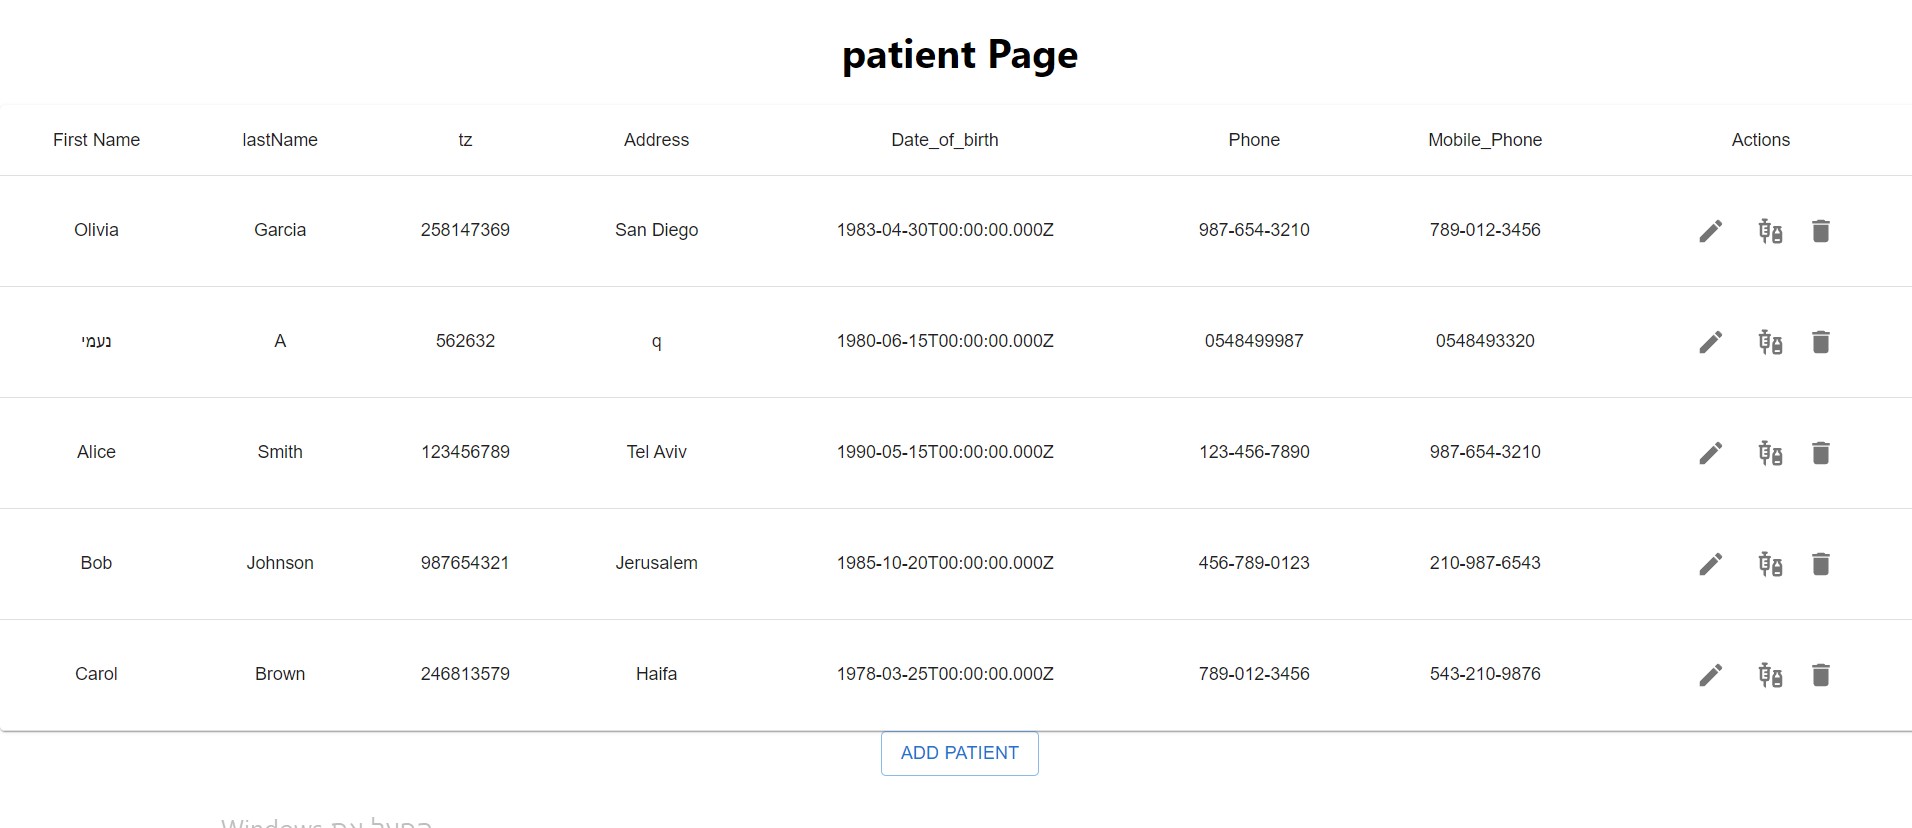 patient Page
First Name lastName tz Address Date_of_birth Phone Mobile_Phone Actions
Olivia Garcia 258147369 San Diego 1983-04-30T00:00:00.000Z 987-654-3210 789-012-3456
נעמי A 562632 q 1980-06-15T00:00:00.000Z 0548499987 0548493320
Alice Smith 123456789 Tel Aviv 1990-05-15T00:00:00.000Z 123-456-7890 987-654-3210
Bob Johnson 987654321 Jerusalem 1985-10-20T00:00:00.000Z 456-789-0123 210-987-6543
Carol Brown 246813579 Haifa 1978-03-25T00:00:00.000Z 789-012-3456 543-210-9876
ADD PATIENT
הפעל את Windows